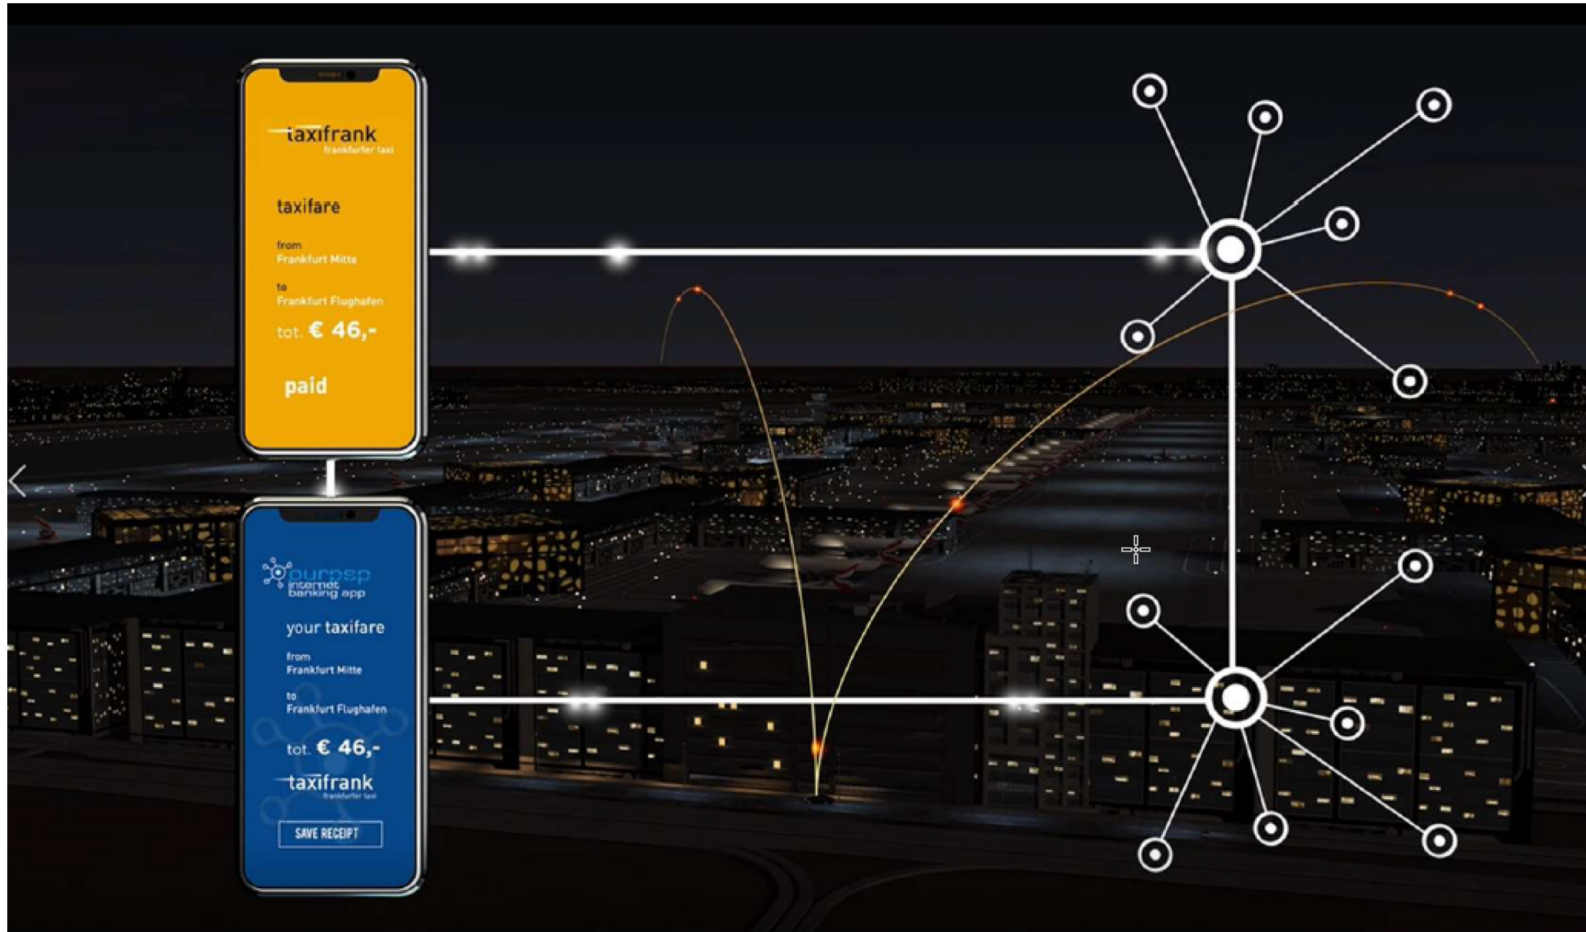 taxifrank
frankfurter taxi
taxifare
from
Frankfurt Mitte
to
Frankfurt Flughafen
tot. € 46,-
paid
purpsp
internet
banking app
your taxifare
from
Frankfurt Mitte
to
Frankfurt Flughafen
tot. € 46,-
taxifrank
frankfurter taxi
SAVE RECEIPT